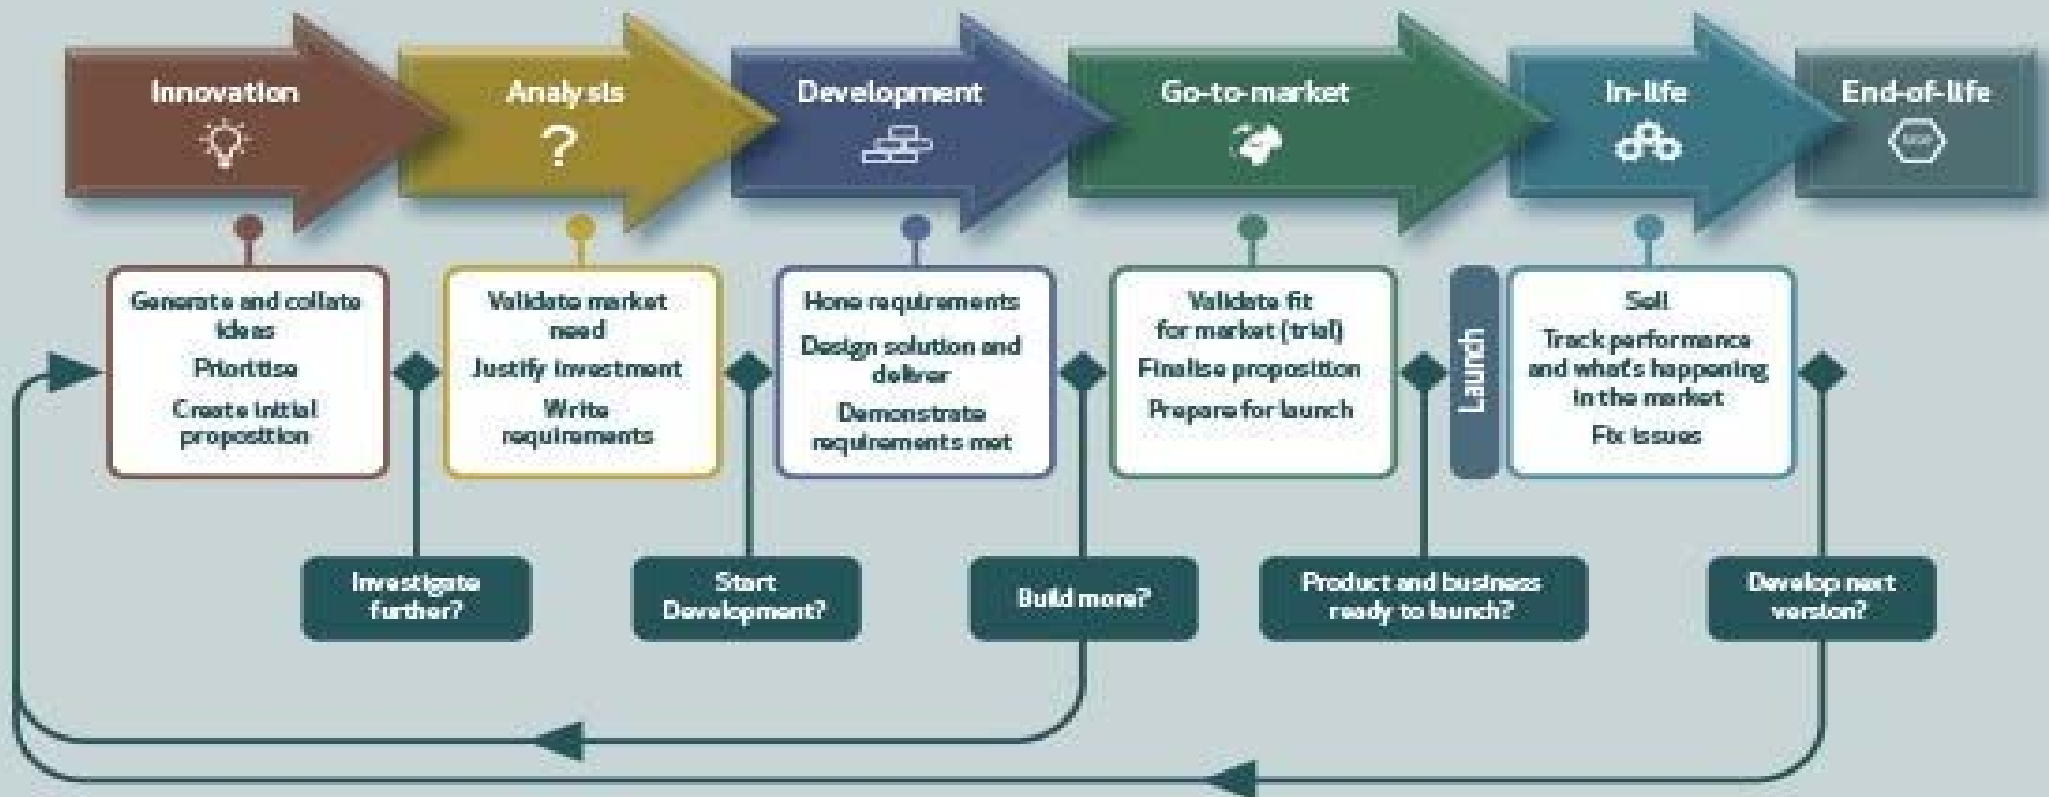 Innovation
Analysis
?
Development
Go-to-market
In-life
End-of-life
Generate and collate
ideas
Prioritise
Create initial
proposition
Validate market
need
Justify investment
Write
requirements
Hone requirements
Design solution and
deliver
Demonstrate
requirements met
Validate fit
for market (trial)
Finalise proposition
Prepare for launch
Launch
Sell
Track performance
and what's happening
in the market
Fix issues
Investigate
further?
Start
Development?
Build more?
Product and business
ready to launch?
Develop next
version?